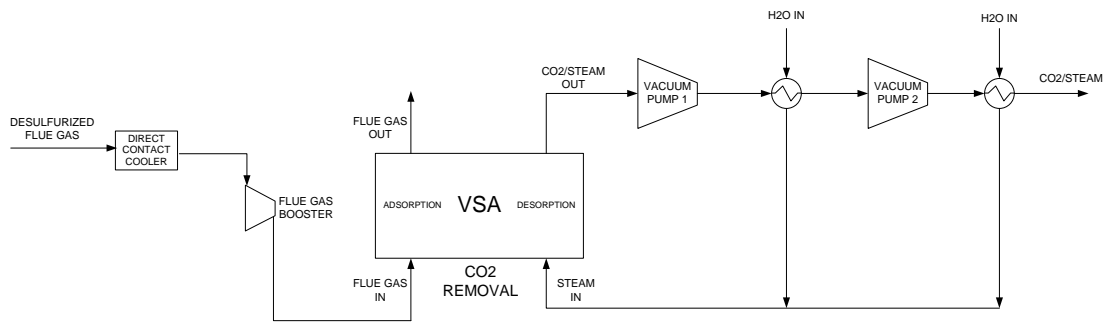 H2O IN
H2O IN
CO2/STEAM
OUT
VACUUM
PUMP 1
VACUUM
PUMP 2
CO2/STEAM
DESULFURIZED
FLUE GAS
DIRECT
CONTACT
COOLER
FLUE GAS
OUT
FLUE GAS
BOOSTER
ADSORPTION
VSA
DESORPTION
FLUE GAS
IN
CO2
REMOVAL
STEAM
IN